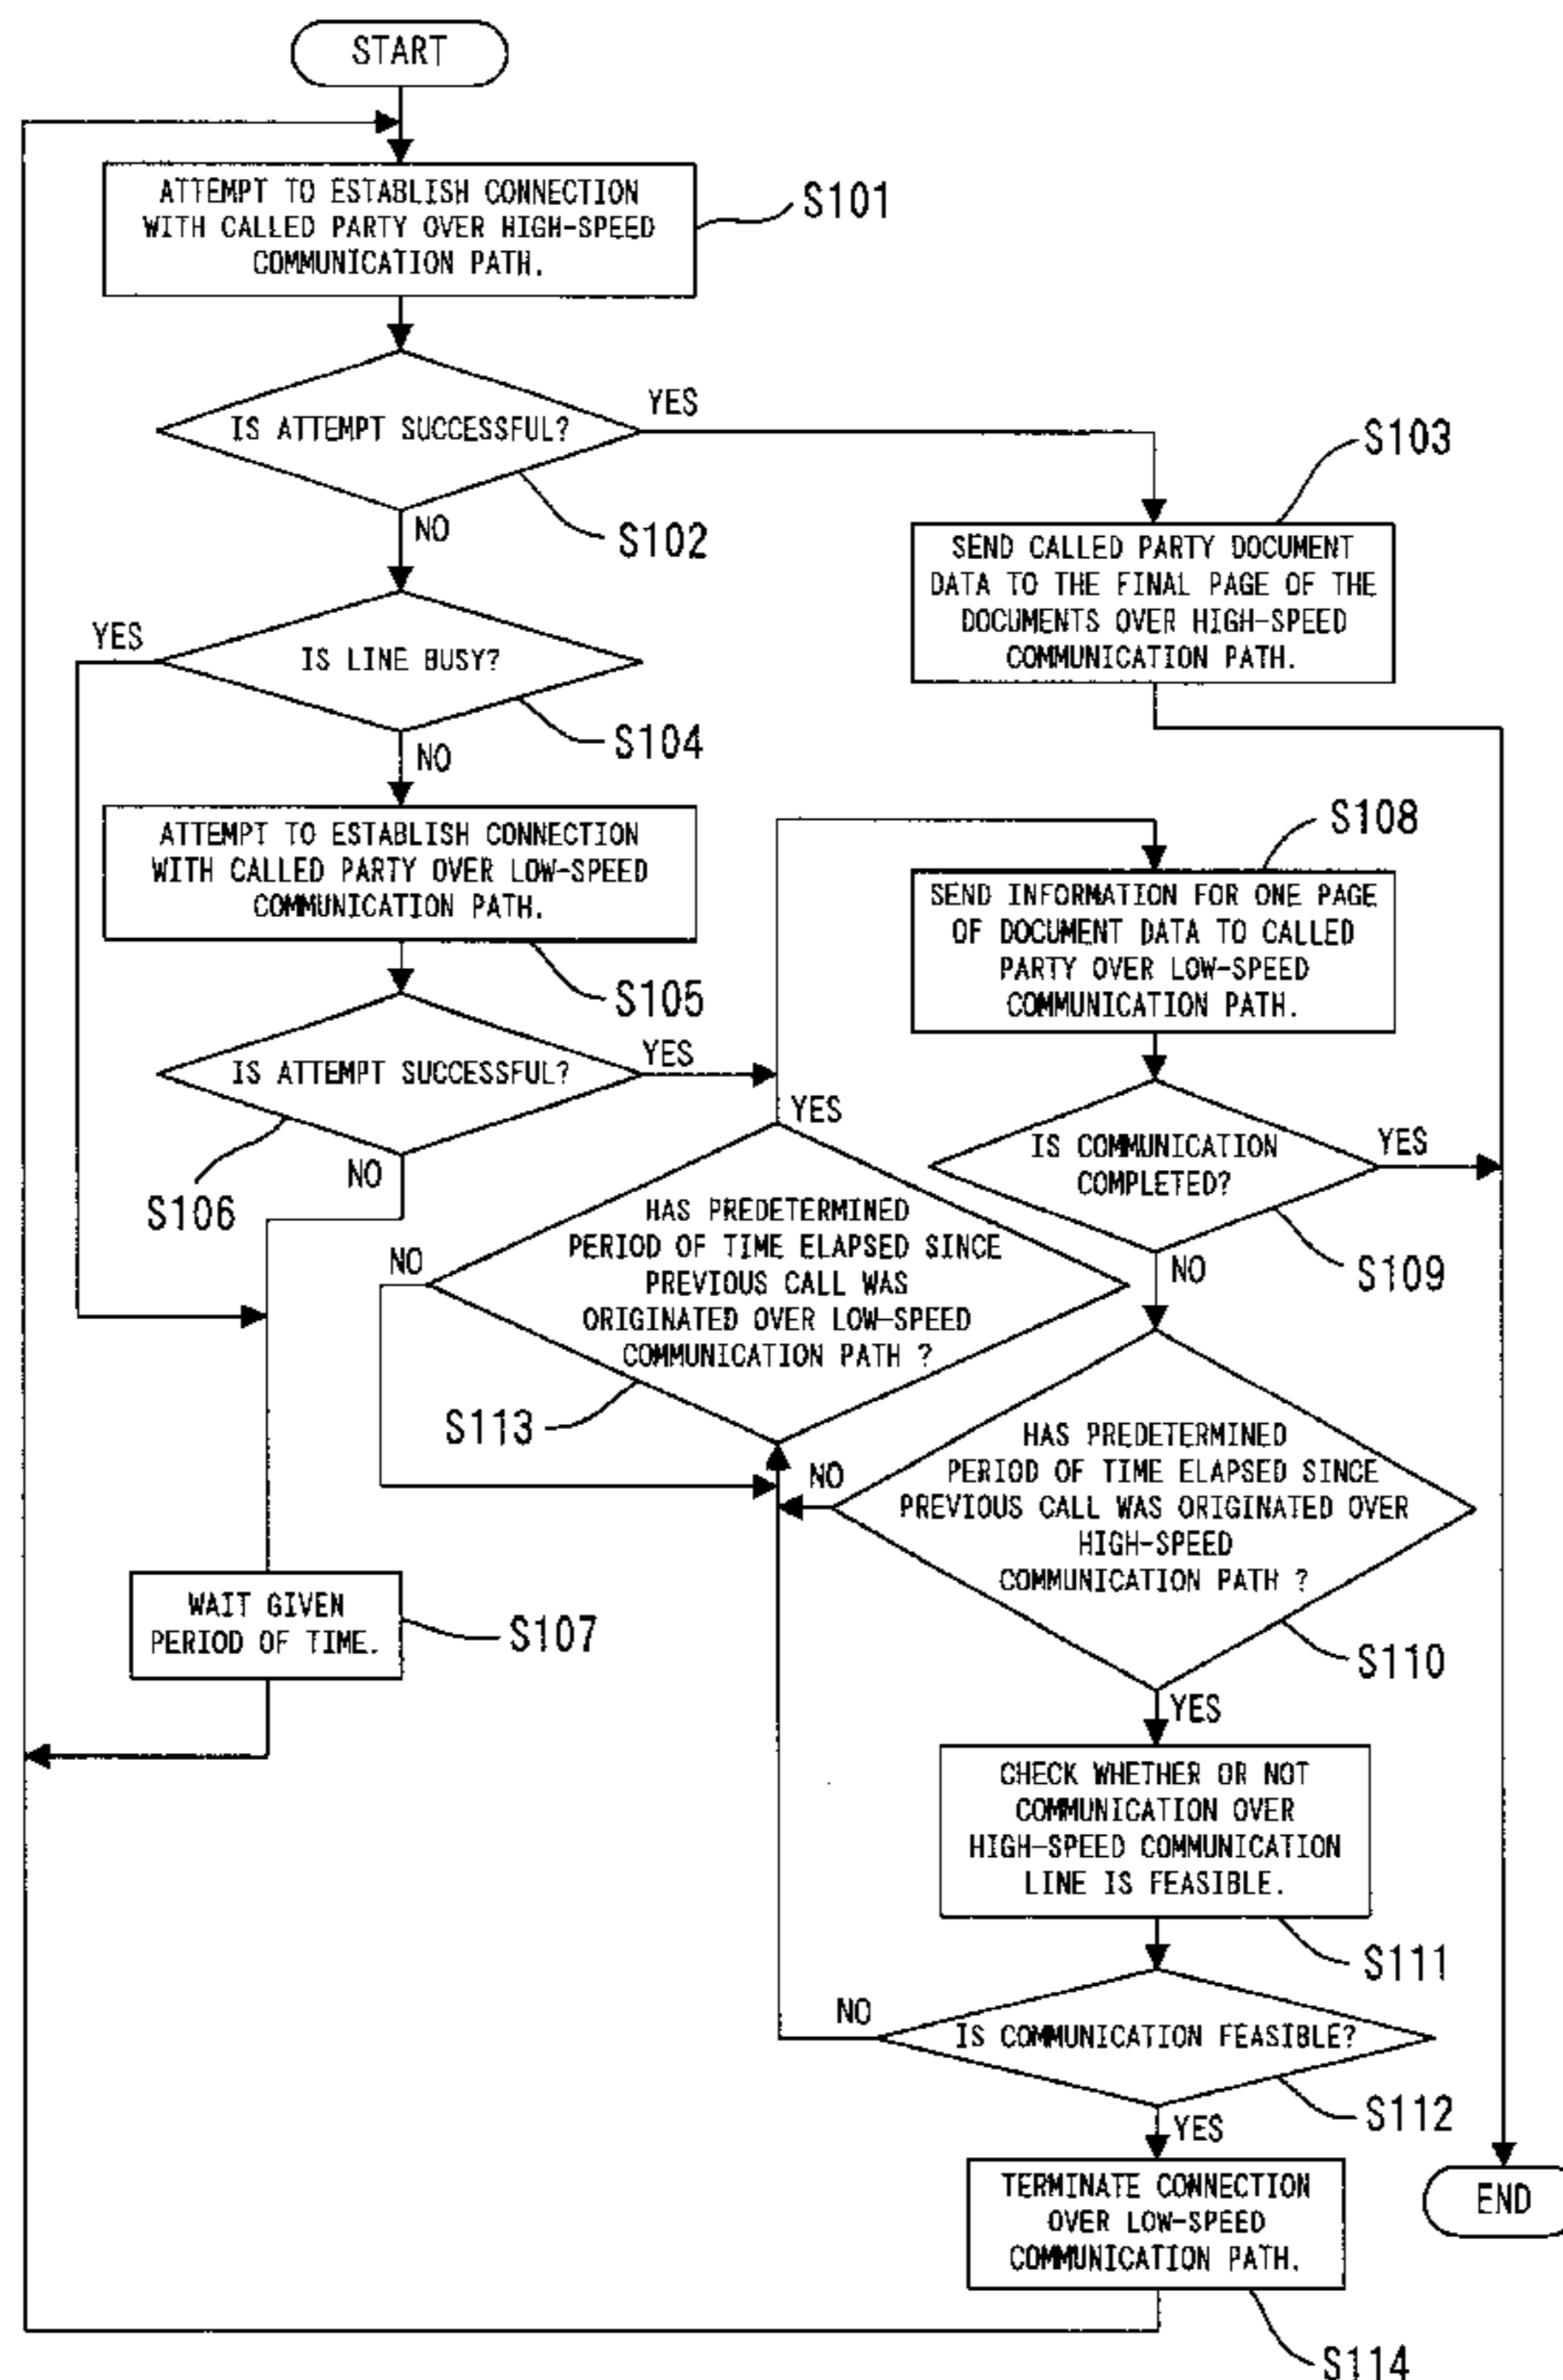 START
ATTEMPT TO ESTABLISH CONNECTION
WITH CALLED PARTY OVER HIGH-SPEED
COMMUNICATION PATH.
S101
IS ATTEMPT SUCCESSFUL?
YES
S102
NO
S103
SEND CALLED PARTY DOCUMENT
DATA TO THE FINAL PAGE OF THE
DOCUMENTS OVER HIGH-SPEED
COMMUNICATION PATH.
YES
IS LINE BUSY?
S104
NO
ATTEMPT TO ESTABLISH CONNECTION
WITH CALLED PARTY OVER LOW-SPEED
COMMUNICATION PATH.
S105
IS ATTEMPT SUCCESSFUL?
YES
S106
NO
S108
SEND INFORMATION FOR ONE PAGE
OF DOCUMENT DATA TO CALLED
PARTY OVER LOW-SPEED
COMMUNICATION PATH.
IS COMMUNICATION
COMPLETED?
YES
S109
NO
YES
HAS PREDETERMINED
PERIOD OF TIME ELAPSED SINCE
PREVIOUS CALL WAS
ORIGINATED OVER LOW-SPEED
COMMUNICATION PATH ?
NO
S113
HAS PREDETERMINED
PERIOD OF TIME ELAPSED SINCE
PREVIOUS CALL WAS ORIGINATED OVER
HIGH-SPEED
COMMUNICATION PATH ?
NO
S110
YES
WAIT GIVEN
PERIOD OF TIME.
S107
CHECK WHETHER OR NOT
COMMUNICATION OVER
HIGH-SPEED COMMUNICATION
LINE IS FEASIBLE.
S111
NO
IS COMMUNICATION FEASIBLE?
S112
YES
TERMINATE CONNECTION
OVER LOW-SPEED
COMMUNICATION PATH.
S114
END